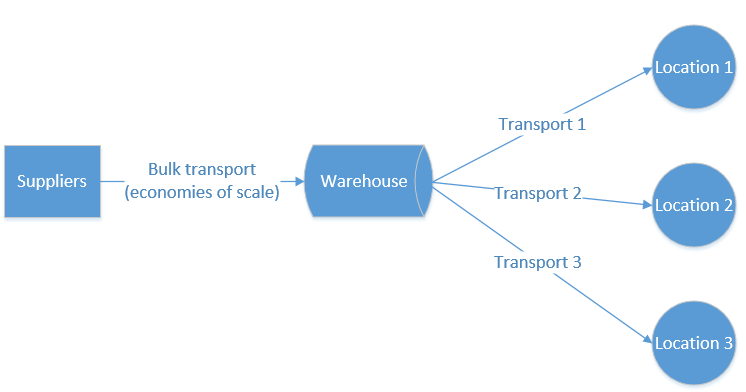 Suppliers
Bulk transport
(economies of scale)
Warehouse
Transport 1
Transport 2
Transport 3
Location 1
Location 2
Location 3